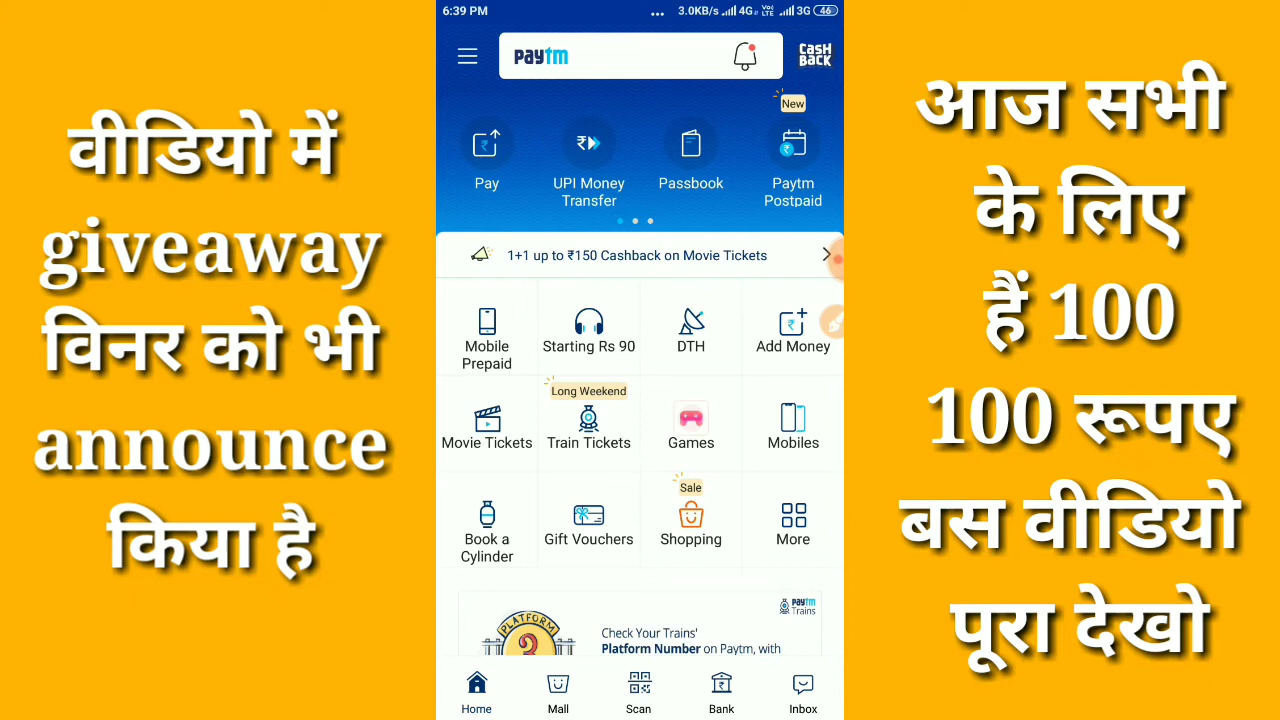 वीडियो में
giveaway
विनर को भी
announce
किया है
6:39 PM
... 3.0KB/s 4G Vo LTE 3G 46
paytm
CASH BACK
New
Pay
UPI Money
Transfer
Passbook
Paytm
Postpaid
1+1 up to ₹150 Cashback on Movie Tickets
Mobile
Prepaid
Starting Rs 90
DTH
Add Money
Long Weekend
Movie Tickets
Train Tickets
Games
Mobiles
Sale
Book a
Cylinder
Gift Vouchers
Shopping
More
PLATFORM
3
paytm
Trains
Check Your Trains'
Platform Number on Paytm, with
Home
Mall
Scan
Bank
Inbox
आज सभी
के लिए
हैं 100
100 रूपए
बस वीडियो
पूरा देखो